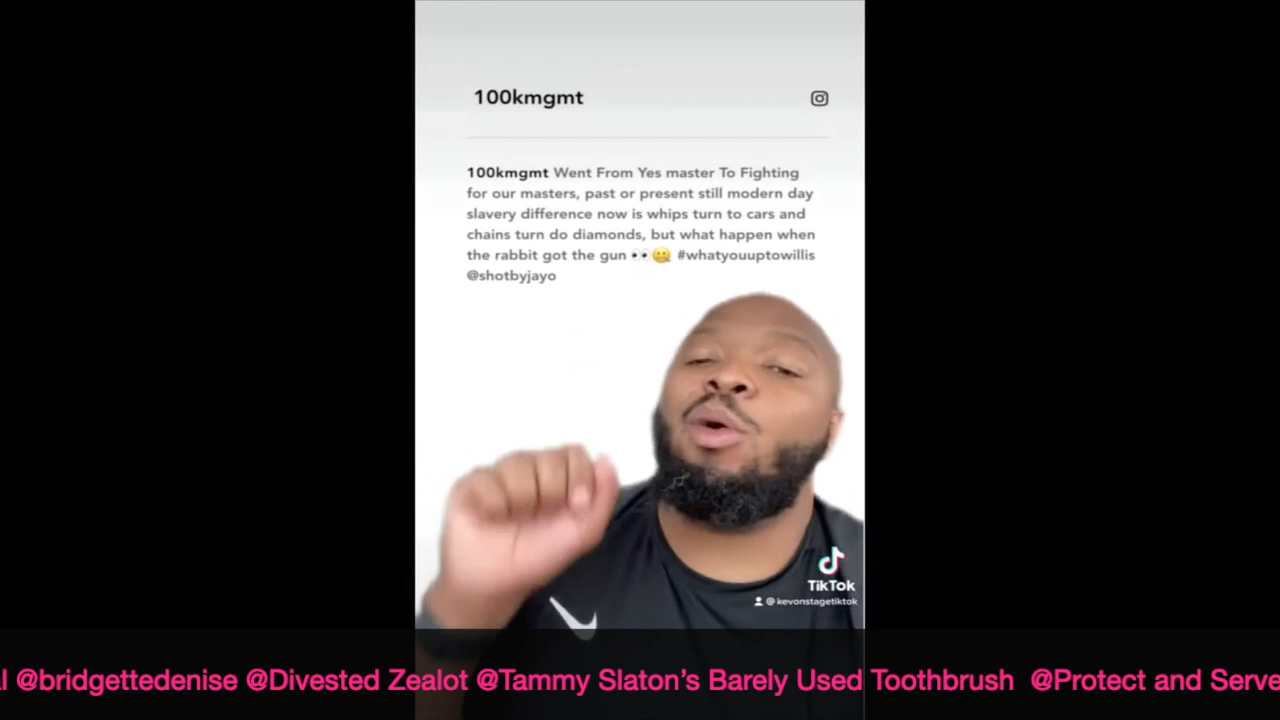 100kmgmt
100kmgmt Went From Yes master To Fighting
for our masters, past or present still modern day
slavery difference now is whips turn to cars and
chains turn do diamonds, but what happen when
the rabbit got the gun 👀🤐 #whatyouuptowillis
@shotbyjayo
TikTok
@kevonstagetiktok
@bridgettedenise @Divested Zealot @Tammy Slaton’s Barely Used Toothbrush @Protect and Serve